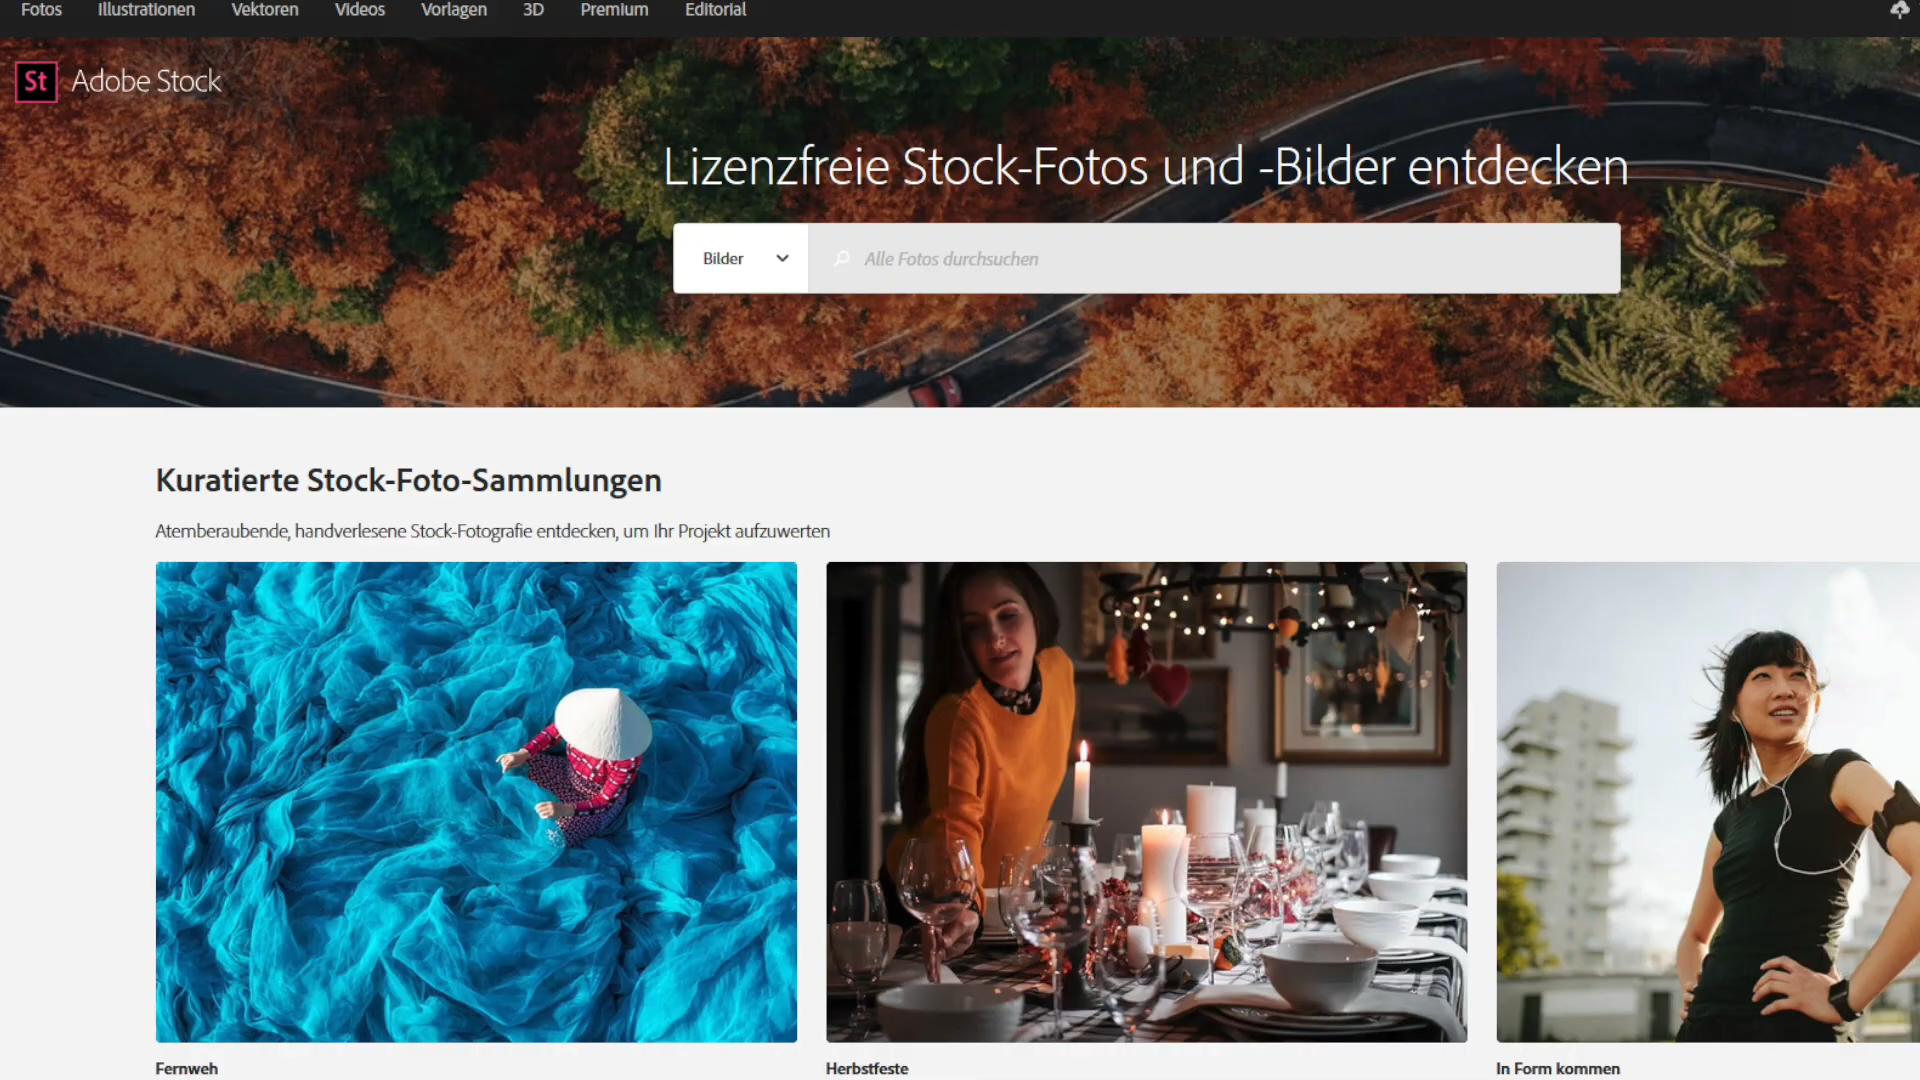 Fotos Illustrationen Vektoren Videos Vorlagen 3D Premium Editorial
St Adobe Stock
Lizenzfreie Stock-Fotos und -Bilder entdecken
Bilder Alle Fotos durchsuchen
Kuratierte Stock-Foto-Sammlungen
Atemberaubende, handverlesene Stock-Fotografie entdecken, um Ihr Projekt aufzuwerten
Fernweh Herbstfeste In Form kommen